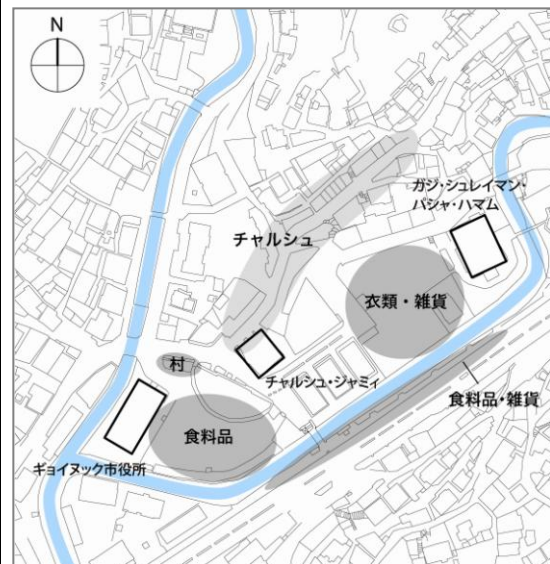 N
ガジ・シュレイマン・
パシャ・ハマム
チャルシュ
衣類・雑貨
村
チャルシュ・ジャミィ
食料品・雑貨
食料品
ギョイヌック市役所